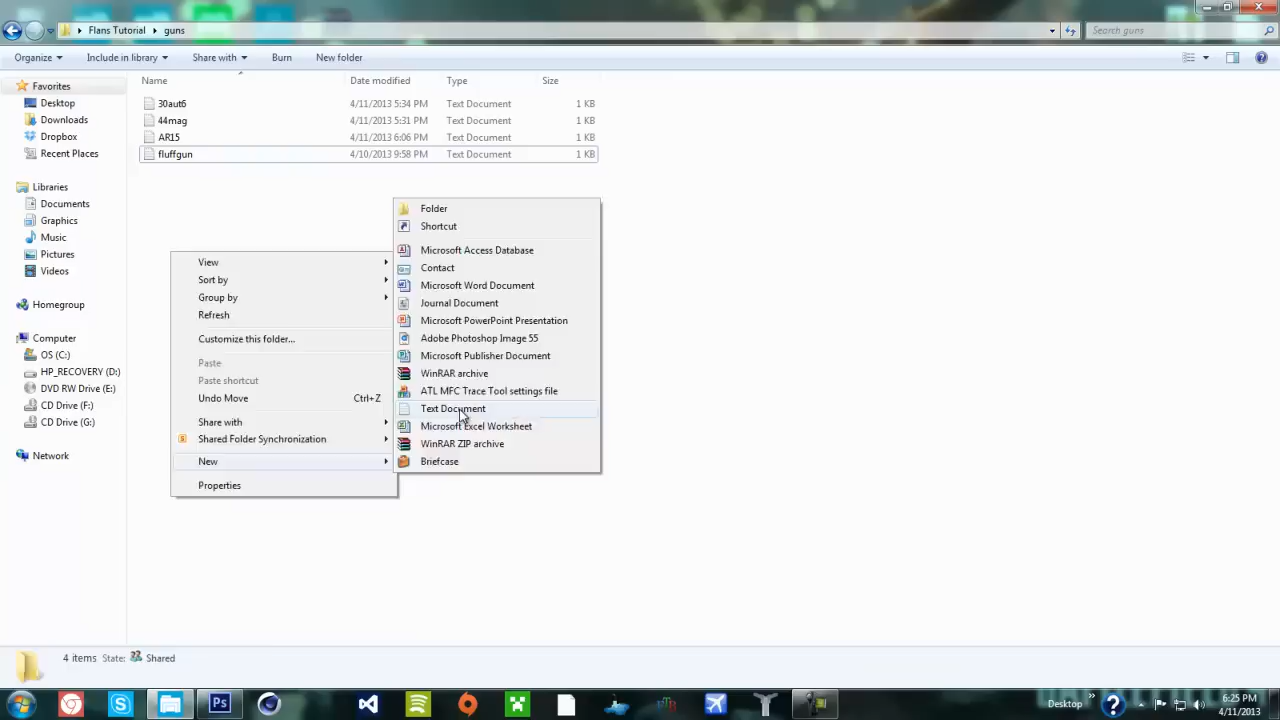 Flans Tutorial guns
Search guns
Organize Include in library Share with Burn New folder
Name Date modified Type Size
Favorites
Desktop
Downloads
Dropbox
Recent Places
Libraries
Documents
Graphics
Music
Pictures
Videos
Homegroup
Computer
OS (C:)
HP_RECOVERY (D:)
DVD RW Drive (E:)
CD Drive (F:)
CD Drive (G:)
Network
30aut6 4/11/2013 5:34 PM Text Document 1 KB
44mag 4/11/2013 5:31 PM Text Document 1 KB
AR15 4/11/2013 6:06 PM Text Document 1 KB
fluffgun 4/10/2013 9:58 PM Text Document 1 KB
View
Sort by
Group by
Refresh
Customize this folder...
Paste
Paste shortcut
Undo Move Ctrl+Z
Share with
Shared Folder Synchronization
New
Properties
Folder
Shortcut
Microsoft Access Database
Contact
Microsoft Word Document
Journal Document
Microsoft PowerPoint Presentation
Adobe Photoshop Image 55
Microsoft Publisher Document
WinRAR archive
ATL MFC Trace Tool settings file
Text Document
Microsoft Excel Worksheet
WinRAR ZIP archive
Briefcase
4 items State: Shared
Ps
Desktop
6:25 PM
4/11/2013